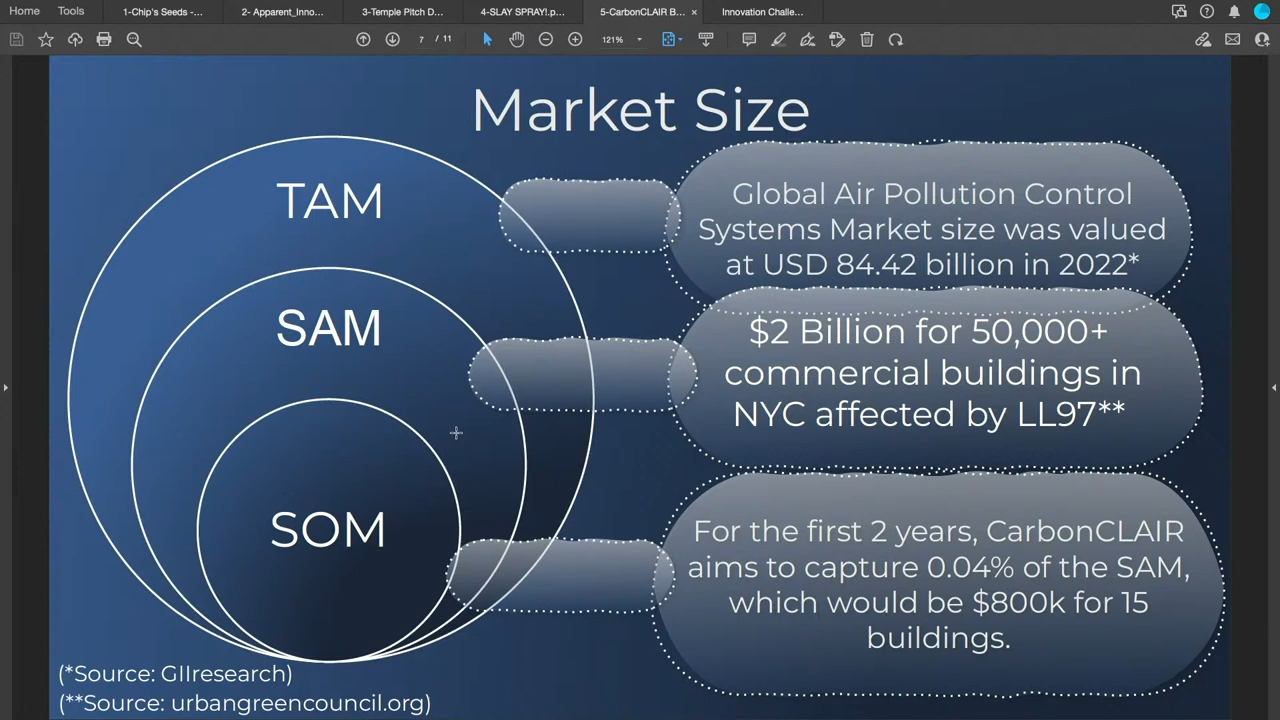 Home
Tools
1-Chip's Seeds -...
2- Apparent_Inno...
3-Temple Pitch D...
4-SLAY SPRAY!.p...
5-CarbonCLAIR B... ×
Innovation Challe...
7 / 11
121%
Market Size
TAM
Global Air Pollution Control
Systems Market size was valued
at USD 84.42 billion in 2022*
SAM
$2 Billion for 50,000+
commercial buildings in
NYC affected by LL97**
SOM
For the first 2 years, CarbonCLAIR
aims to capture 0.04% of the SAM,
which would be $800k for 15
buildings.
(*Source: GIIresearch)
(**Source: urbangreencouncil.org)